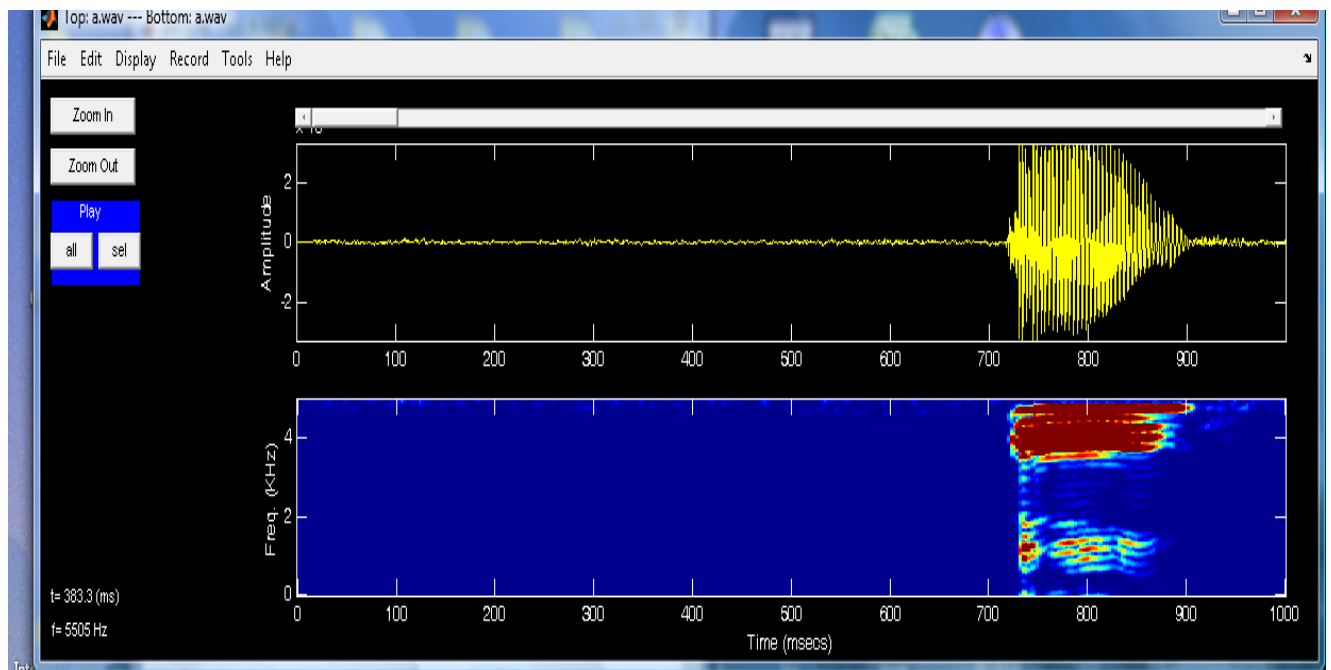 Top: a.wav --- Bottom: a.wav
File Edit Display Record Tools Help
Zoom In
Zoom Out
Play
all sel
Amplitude
2
0
-2
0 100 200 300 400 500 600 700 800 900
Freq. (KHz)
4
2
0
0 100 200 300 400 500 600 700 800 900 1000
Time (msecs)
t= 383.3 (ms)
f= 5505 Hz